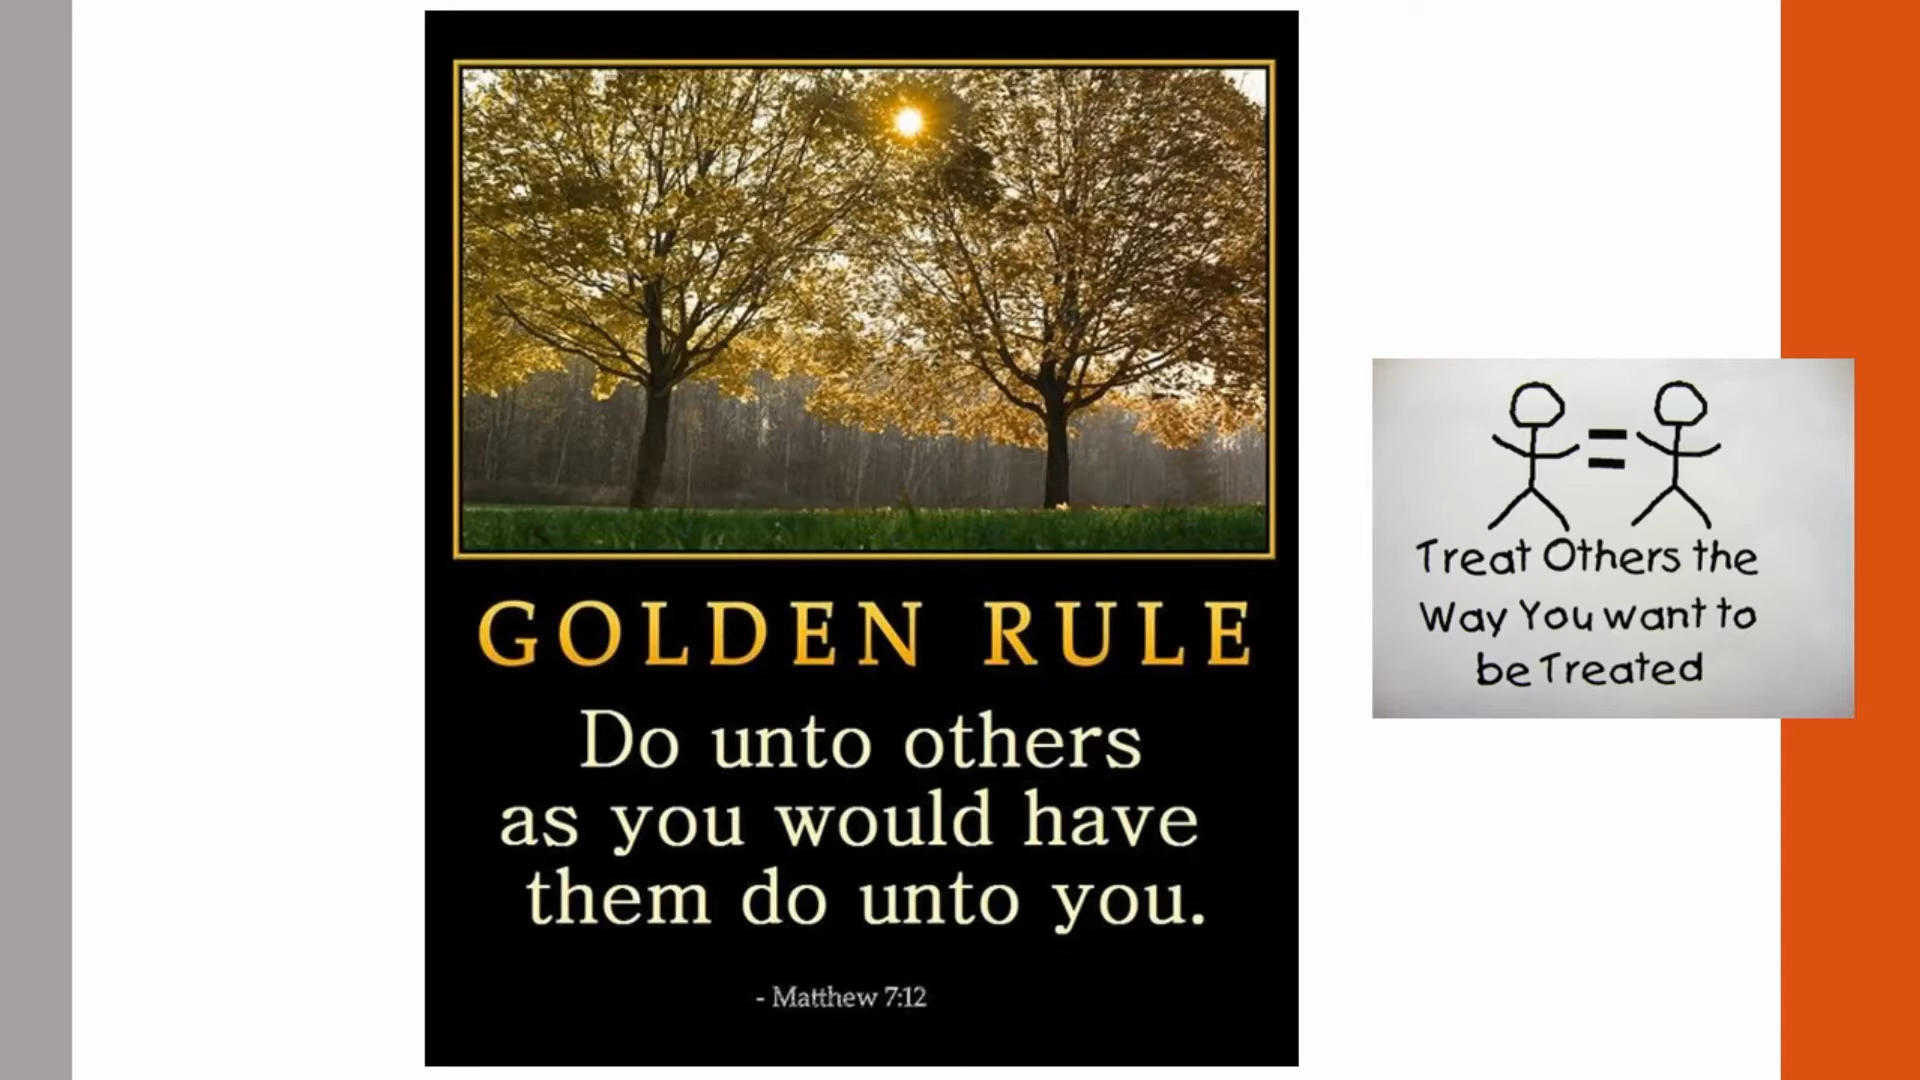 GOLDEN RULE
Do unto others
as you would have
them do unto you.
- Matthew 7:12
=
Treat Others the
Way You want to
be Treated